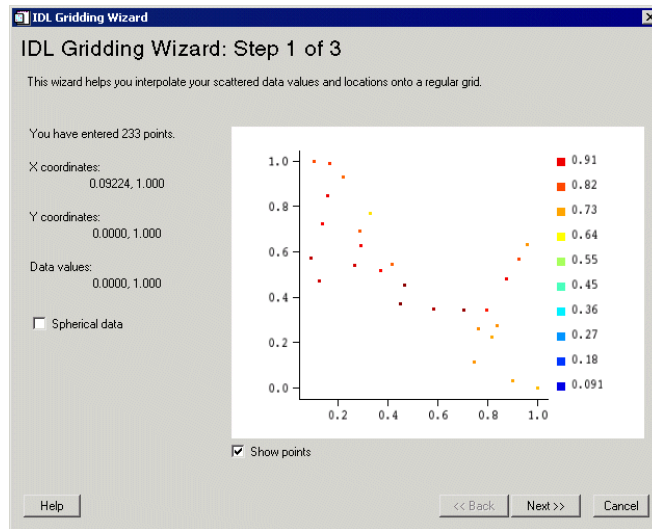 IDL Gridding Wizard
IDL Gridding Wizard: Step 1 of 3
This wizard helps you interpolate your scattered data values and locations onto a regular grid.
You have entered 233 points.
X coordinates:
0.09224, 1.000
Y coordinates:
0.0000, 1.000
Data values:
0.0000, 1.000
Spherical data
1.0
0.8
0.6
0.4
0.2
0.0
0.2 0.4 0.6 0.8 1.0
0.91
0.82
0.73
0.64
0.55
0.45
0.36
0.27
0.18
0.091
Show points
Help
<< Back
Next >>
Cancel